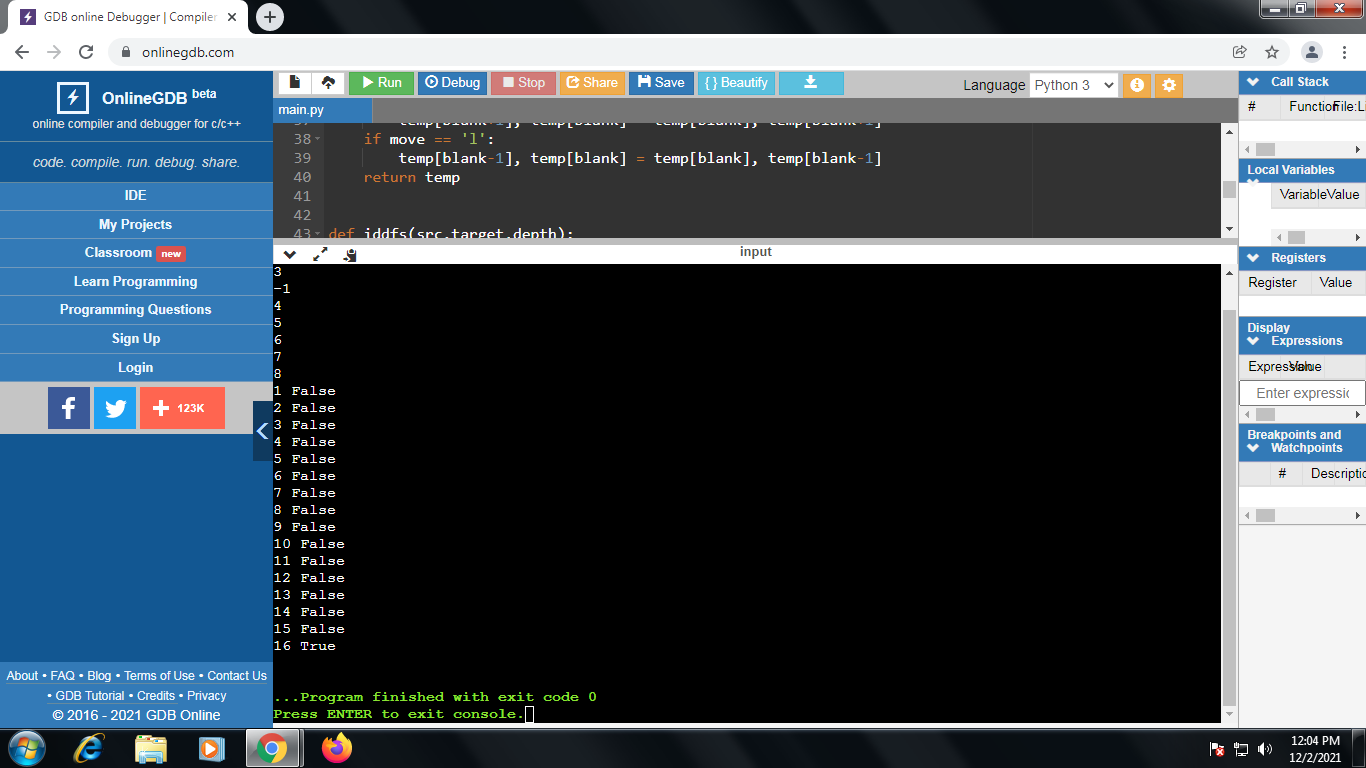 GDB online Debugger | Compiler
onlinegdb.com
OnlineGDB beta
online compiler and debugger for c/c++
code. compile. run. debug. share.
IDE
My Projects
Classroom new
Learn Programming
Programming Questions
Sign Up
Login
123K
About • FAQ • Blog • Terms of Use • Contact Us
• GDB Tutorial • Credits • Privacy
© 2016 - 2021 GDB Online
Run Debug Stop Share Save { } Beautify
Language Python 3
main.py
38 if move == 'l':
39 temp[blank-1], temp[blank] = temp[blank], temp[blank-1]
40 return temp
41
42
43 def iddfs(src,target,depth):
input
3
-1
4
5
6
7
8
1 False
2 False
3 False
4 False
5 False
6 False
7 False
8 False
9 False
10 False
11 False
12 False
13 False
14 False
15 False
16 True
...Program finished with exit code 0
Press ENTER to exit console.
Call Stack
# Function File:Li
Local Variables
Variable Value
Registers
Register Value
Display
Expressions
Expression Value
Enter expressic
Breakpoints and
Watchpoints
# Descriptio
12:04 PM
12/2/2021